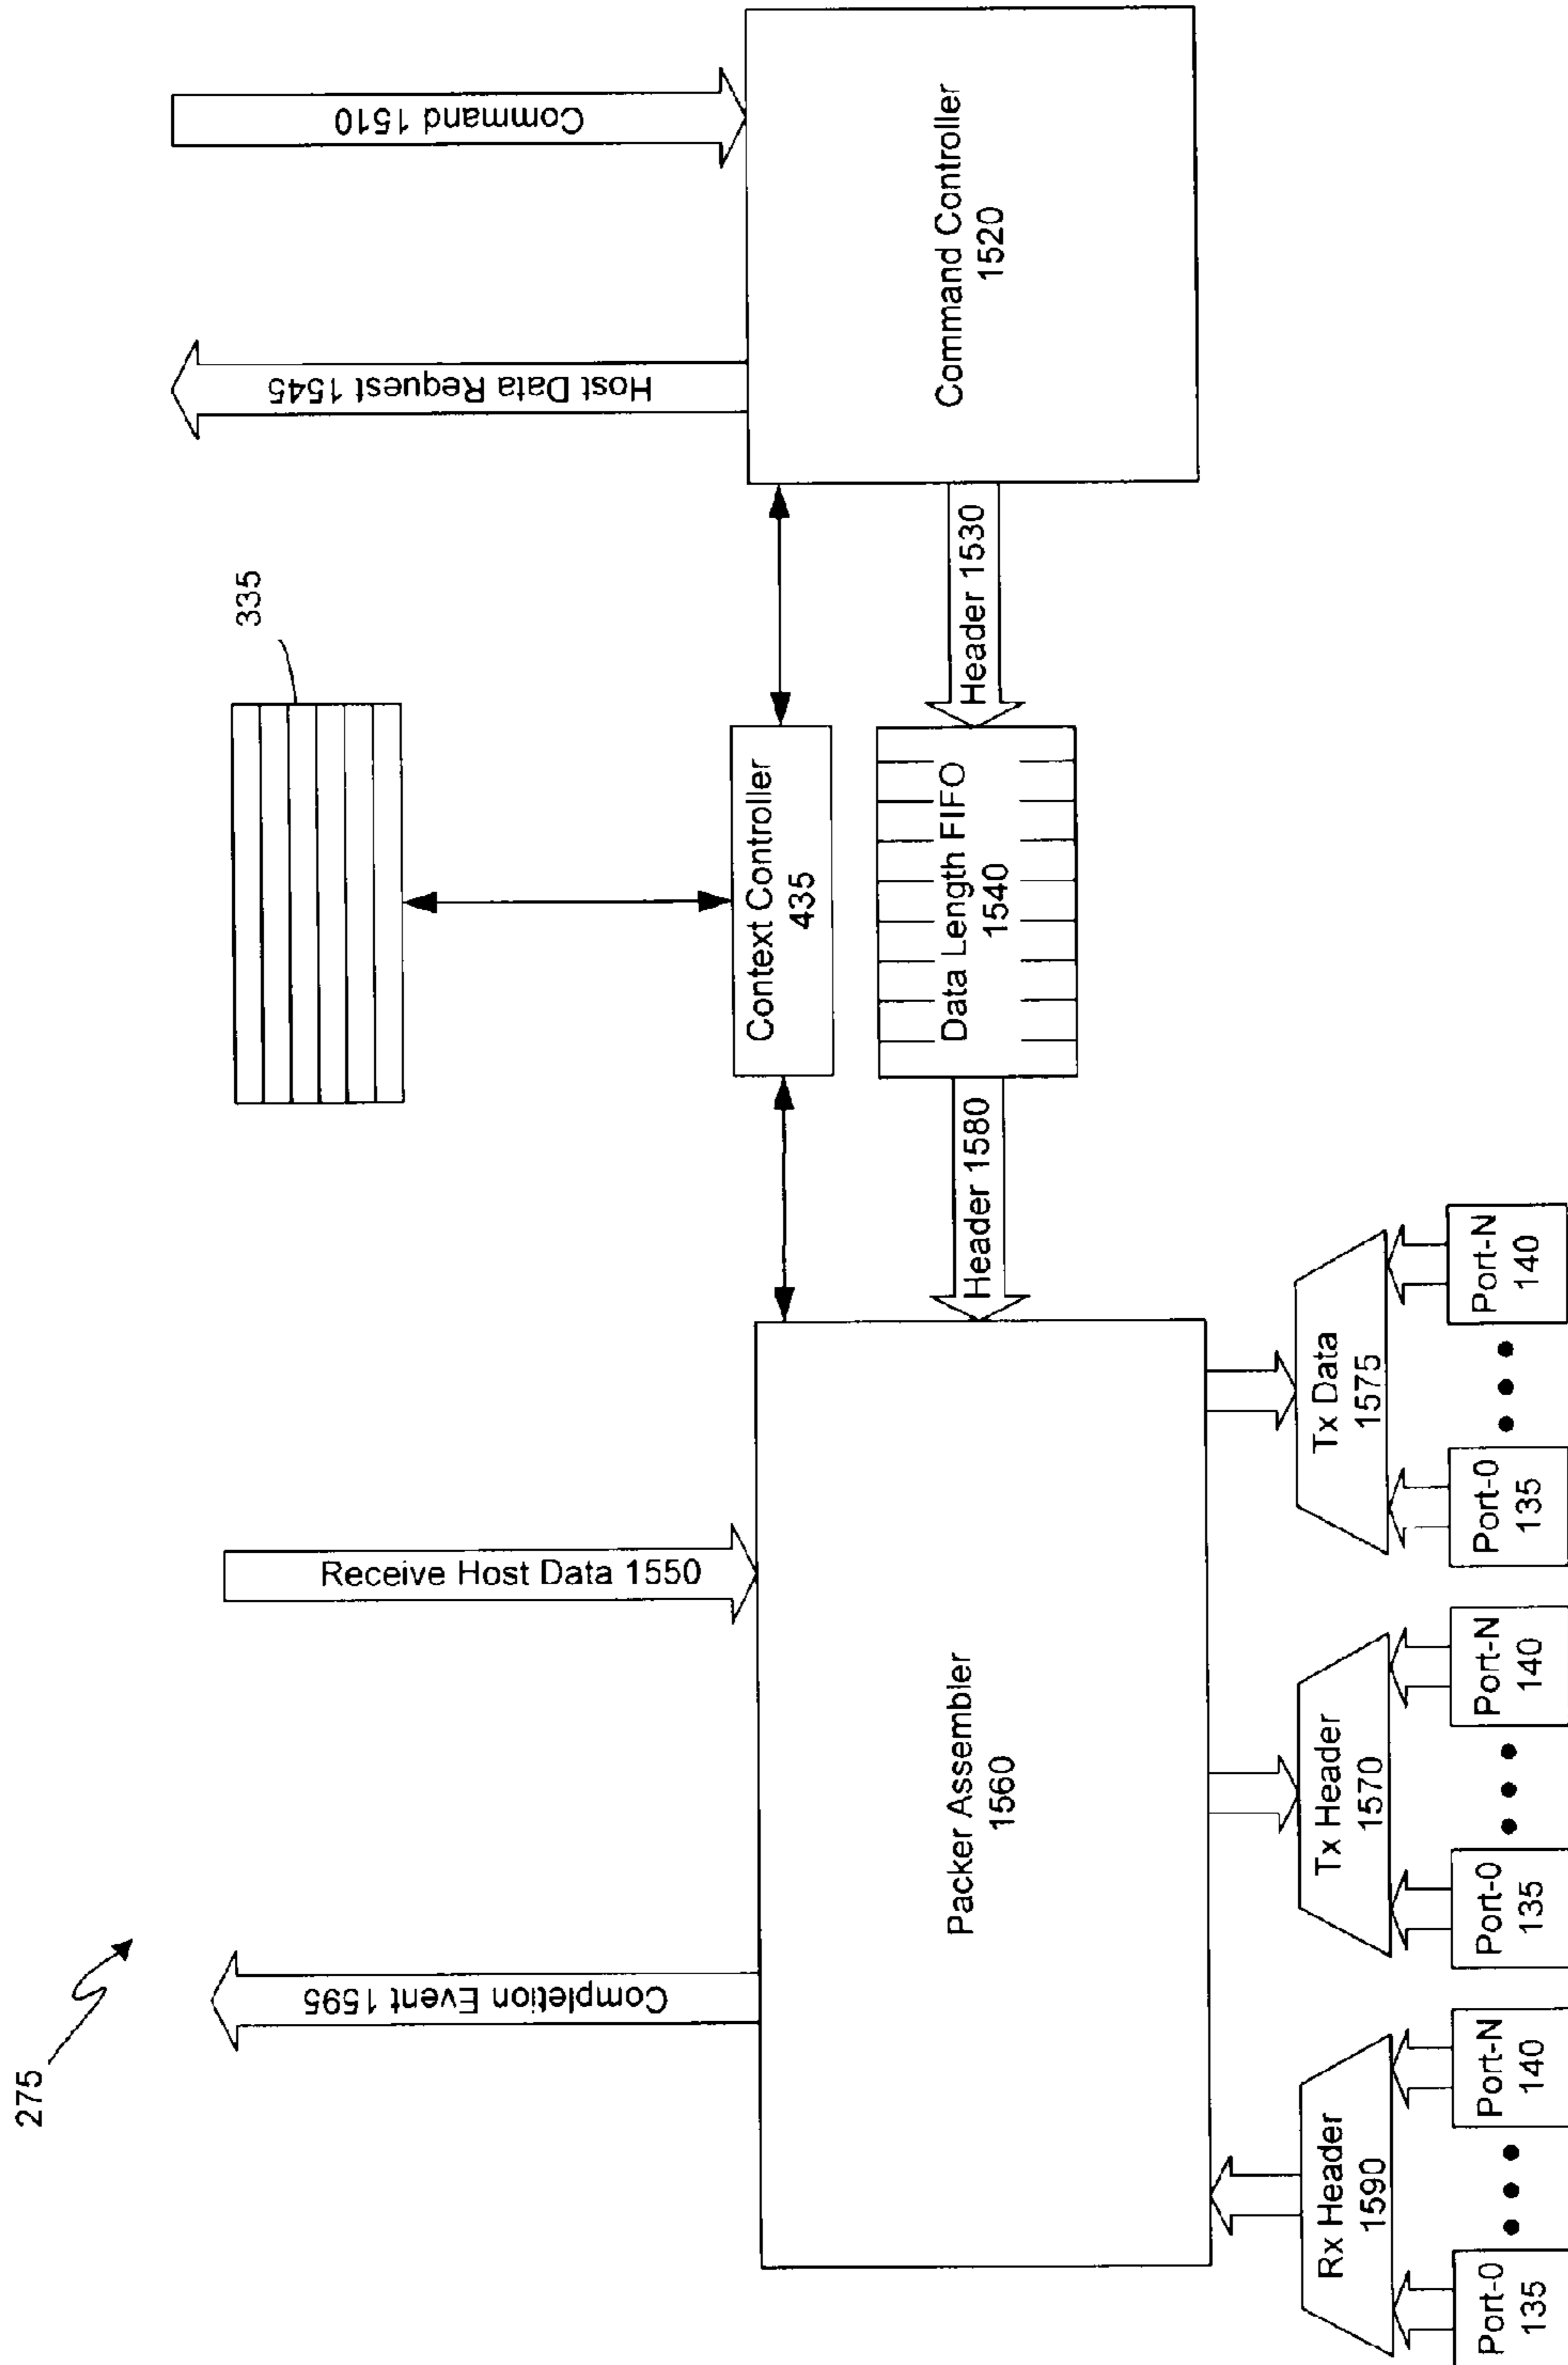 275
335
Completion Event 1595
Receive Host Data 1550
Host Data Request 1545
Command 1510
Packer Assembler
1560
Context Controller
435
Command Controller
1520
Header 1580
Data Length FIFO
1540
Header 1530
Rx Header
1590
Tx Header
1570
Tx Data
1575
Port-0
135
Port-N
140
Port-0
135
Port-N
140
Port-0
135
Port-N
140